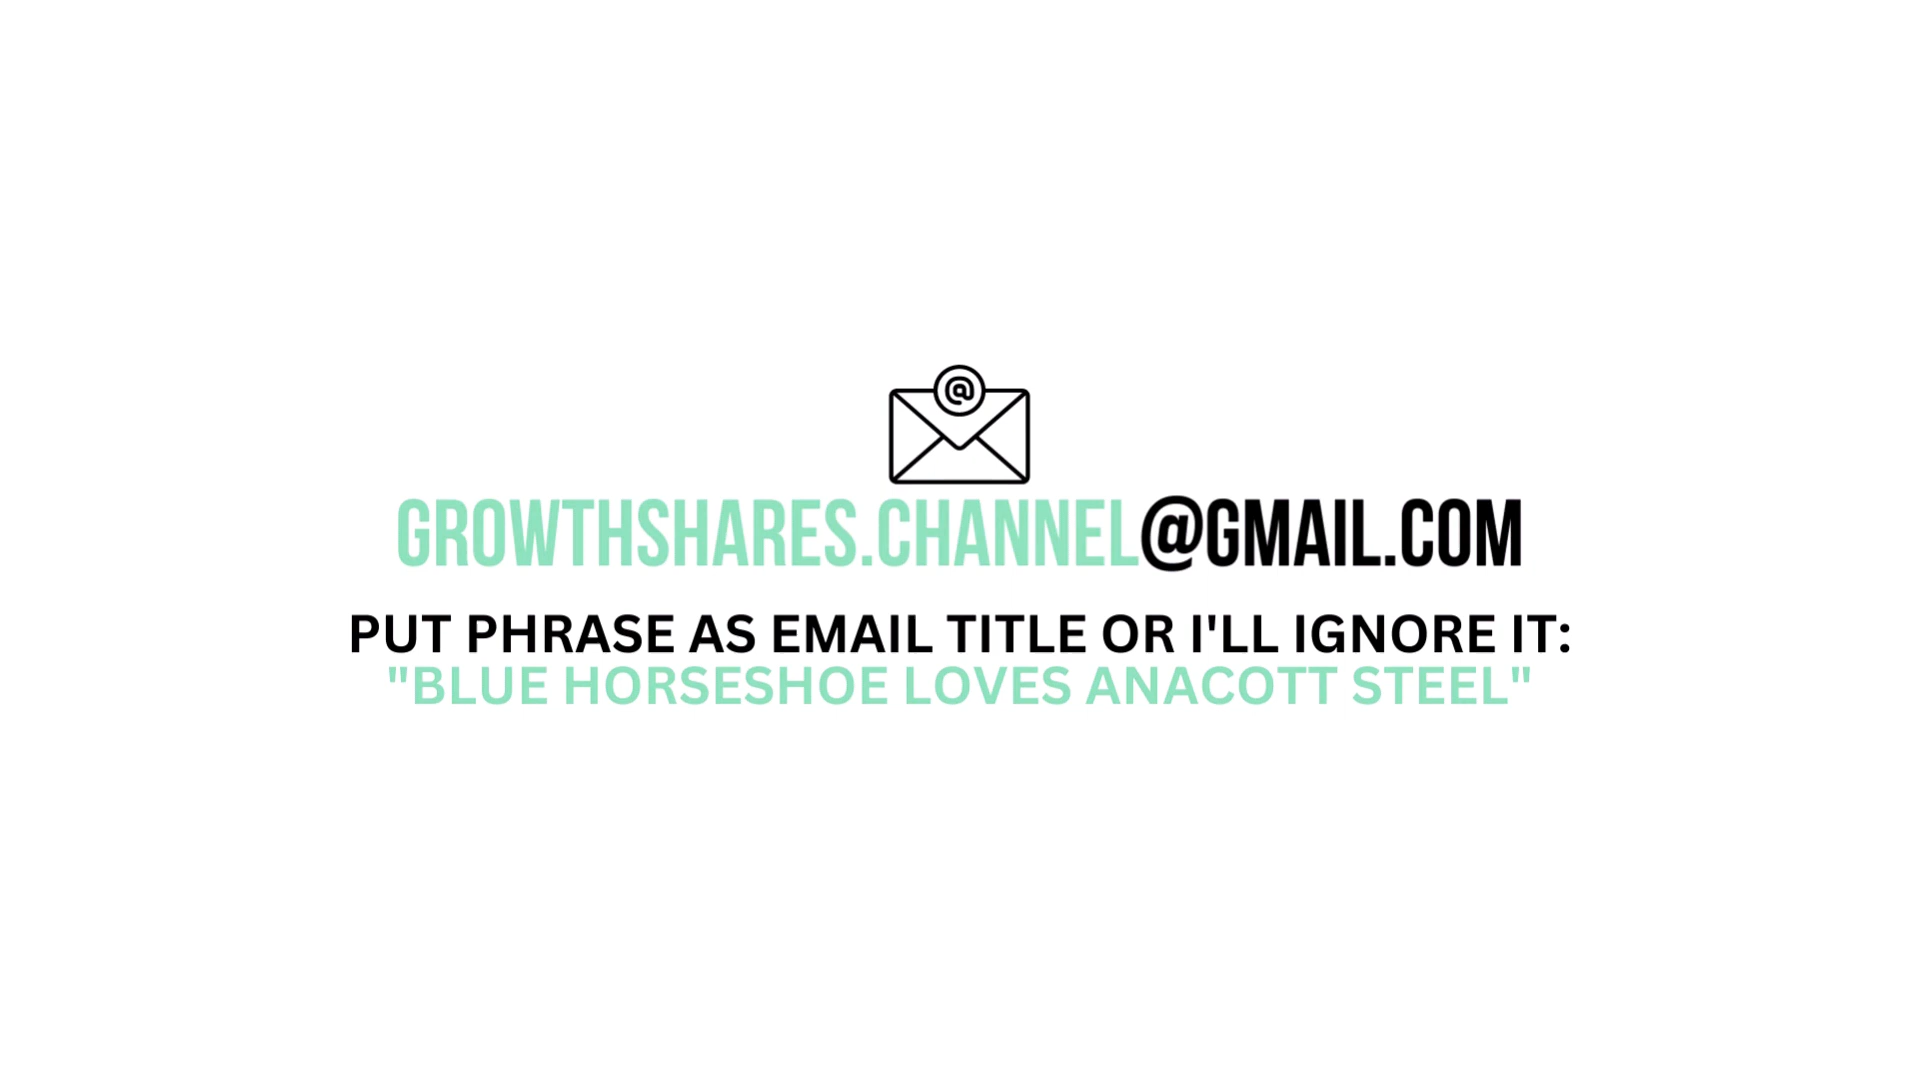 @
GROWTHSHARES.CHANNEL@GMAIL.COM
PUT PHRASE AS EMAIL TITLE OR I'LL IGNORE IT:
"BLUE HORSESHOE LOVES ANACOTT STEEL"